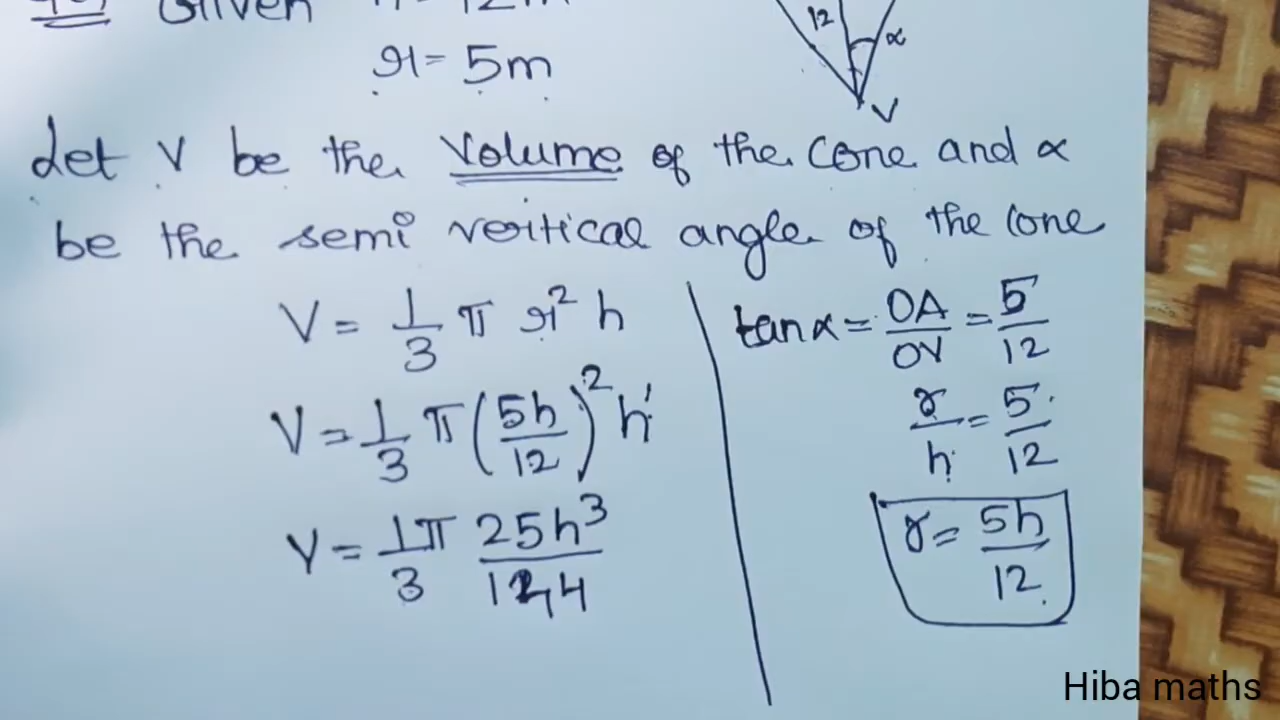 Given h = 12m
r = 5m
12
α
V
Let V be the Volume of the Cone and α
be the semi veritical angle of the Cone
V = 1/3 π r² h
tan α = OA/OV = 5/12
V = 1/3 π (5h/12)² h
r/h = 5/12
V = 1/3 π 25h³/144
r = 5h/12
Hiba maths